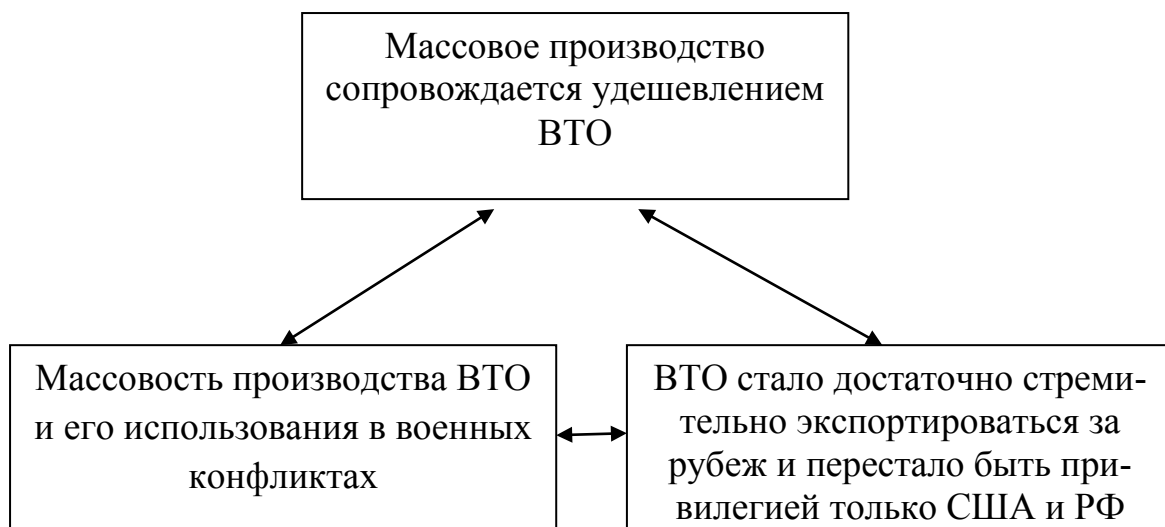 Массовое производство
сопровождается удешевлением
ВТО
Массовость производства ВТО
и его использования в военных
конфликтах
ВТО стало достаточно стреми-
тельно экспортироваться за
рубеж и перестало быть при-
вилегией только США и РФ